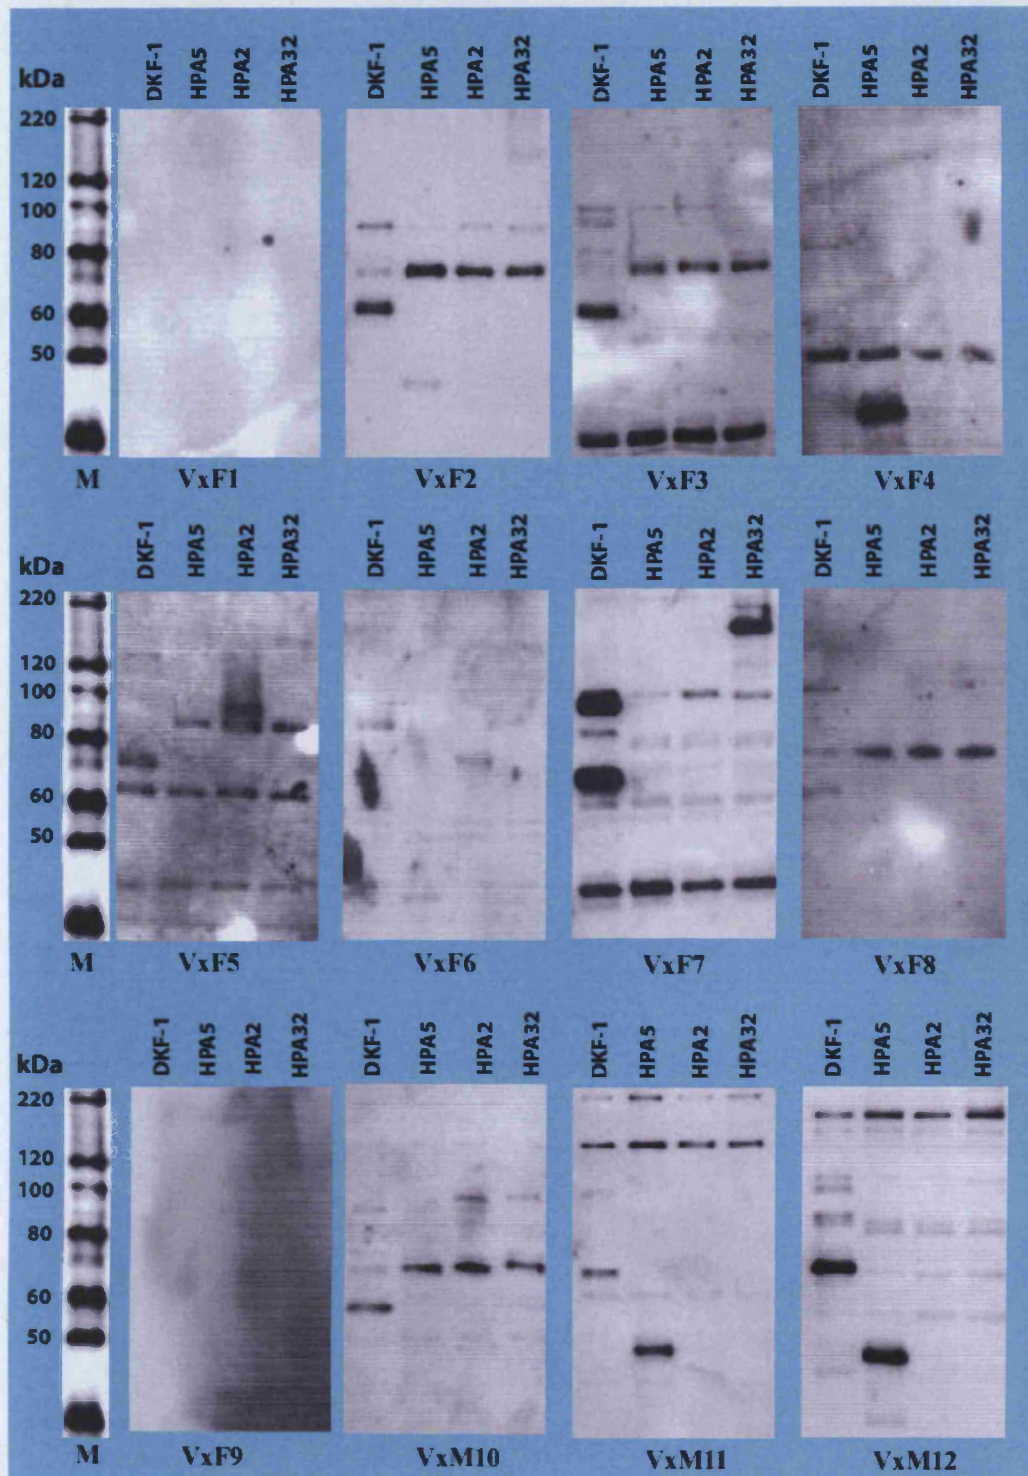 kDa
DKF-1 HPA5 HPA2 HPA32
DKF-1 HPA5 HPA2 HPA32
DKF-1 HPA5 HPA2 HPA32
DKF-1 HPA5 HPA2 HPA32
220
120
100
80
60
50
M VxF1 VxF2 VxF3 VxF4
kDa
DKF-1 HPA5 HPA2 HPA32
DKF-1 HPA5 HPA2 HPA32
DKF-1 HPA5 HPA2 HPA32
DKF-1 HPA5 HPA2 HPA32
220
120
100
80
60
50
M VxF5 VxF6 VxF7 VxF8
kDa
DKF-1 HPA5 HPA2 HPA32
DKF-1 HPA5 HPA2 HPA32
DKF-1 HPA5 HPA2 HPA32
DKF-1 HPA5 HPA2 HPA32
220
120
100
80
60
50
M VxF9 VxM10 VxM11 VxM12